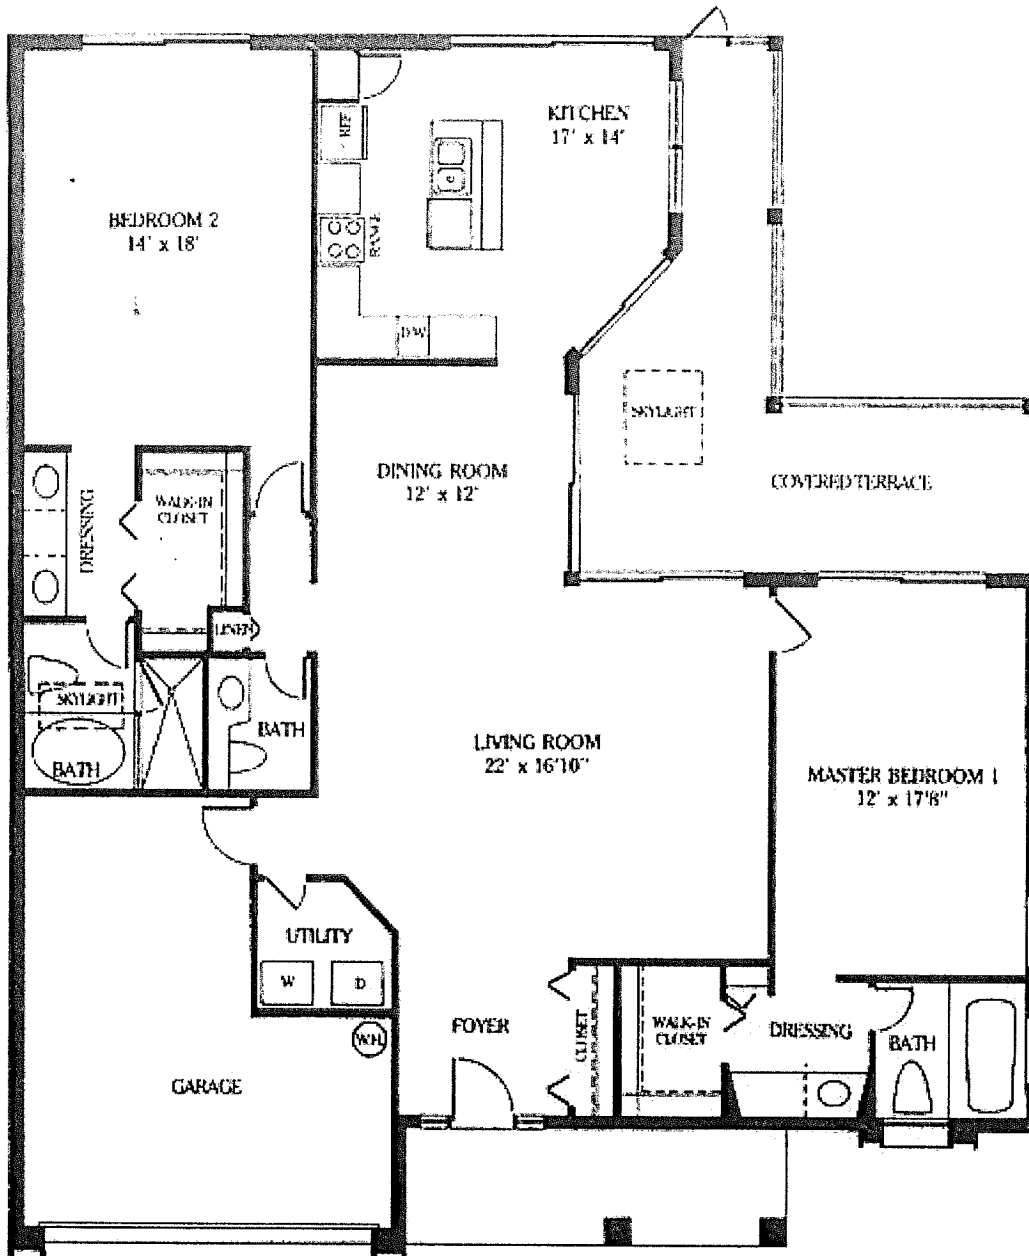 KITCHEN
17' x 14'
REF
RANGE
BEDROOM 2
14' x 18'
D/W
SKYLIGHT
DINING ROOM
12' x 12'
COVERED TERRACE
DRESSING
WALK-IN
CLOSET
LINEN
SKYLIGHT
BATH
BATH
LIVING ROOM
22' x 16'10"
MASTER BEDROOM 1
12' x 17'8"
UTILITY
W
D
W.H.
FOYER
CLOSET
WALK-IN
CLOSET
DRESSING
BATH
GARAGE